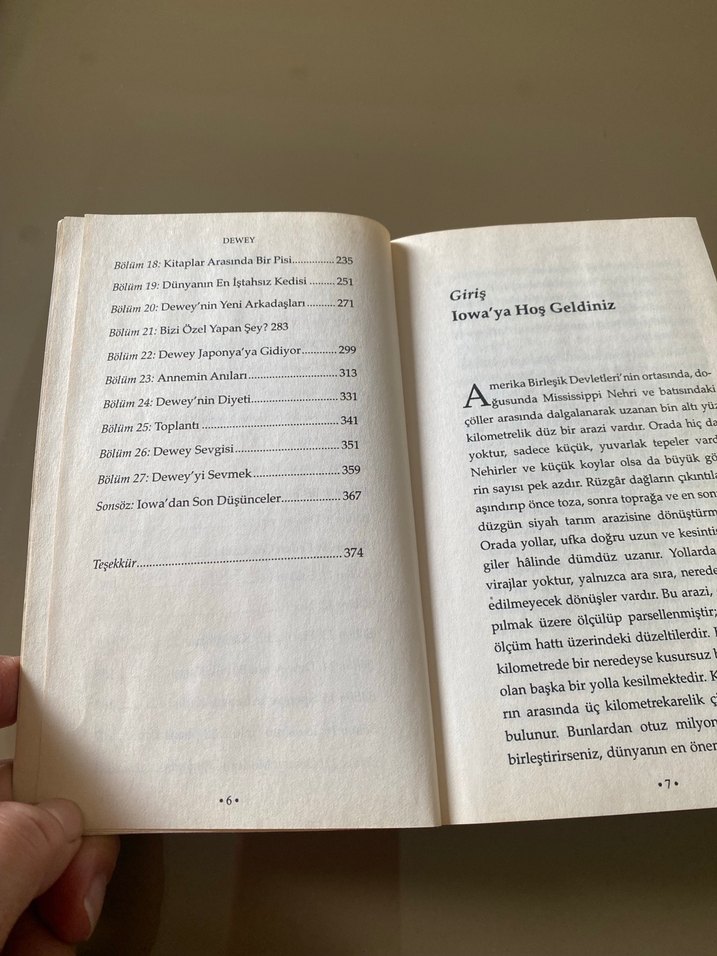 DEWEY
Bölüm 18: Kitaplar Arasında Bir Pisi............... 235
Bölüm 19: Dünyanın En İştahsız Kedisi ......... 251
Bölüm 20: Dewey'nin Yeni Arkadaşları.......... 271
Bölüm 21: Bizi Özel Yapan Şey? 283
Bölüm 22: Dewey Japonya'ya Gidiyor............ 299
Bölüm 23: Annemin Anıları............................. 313
Bölüm 24: Dewey'nin Diyeti............................ 331
Bölüm 25: Toplantı ........................................... 341
Bölüm 26: Dewey Sevgisi................................. 351
Bölüm 27: Dewey'yi Sevmek........................... 359
Sonsöz: Iowa'dan Son Düşünceler.................. 367
Teşekkür.............................................................. 374
•6•
Giriş
Iowa'ya Hoş Geldiniz
Amerika Birleşik Devletleri'nin ortasında, do-
ğusunda Mississippi Nehri ve batısındaki
çöller arasında dalgalanarak uzanan bin altı yüz
kilometrelik düz bir arazi vardır. Orada hiç
yoktur, sadece küçük, yuvarlak tepeler
Nehirler ve küçük koylar olsa da büyük
rın sayısı pek azdır. Rüzgâr dağların
aşındırıp önce toza, sonra toprağa ve en
düzgün siyah tarım arazisine
Orada yollar, ufka doğru uzun ve
giler hâlinde dümdüz uzanır. Yollarda
virajlar yoktur, yalnızca ara sıra,
edilmeyecek dönüşler vardır. Bu arazi,
pılmak üzere ölçülüp parsellenmiştir;
ölçüm hattı üzerindeki düzeltilerdir.
kilometrede bir neredeyse kusursuz
olan başka bir yolla kesilmektedir.
rın arasında üç kilometrekarelik
bulunur. Bunlardan otuz
birleştirirseniz, dünyanın en
•7•